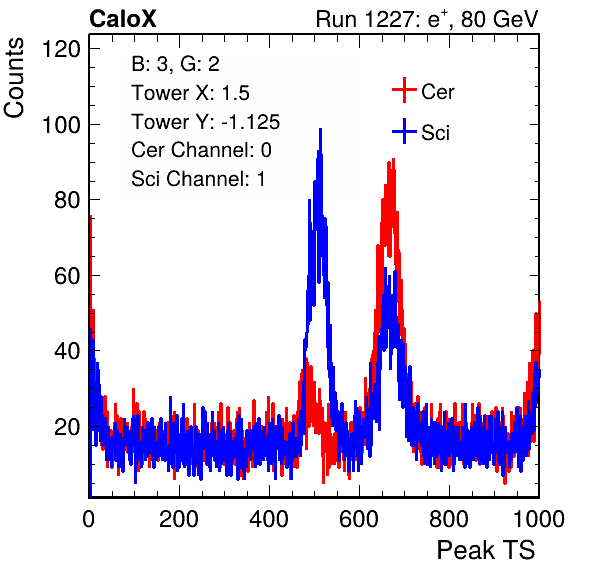 CaloX
Run 1227: e+, 80 GeV
Counts
B: 3, G: 2
Tower X: 1.5
Tower Y: -1.125
Cer Channel: 0
Sci Channel: 1
Cer
Sci
120
100
80
60
40
20
0 200 400 600 800 1000
Peak TS